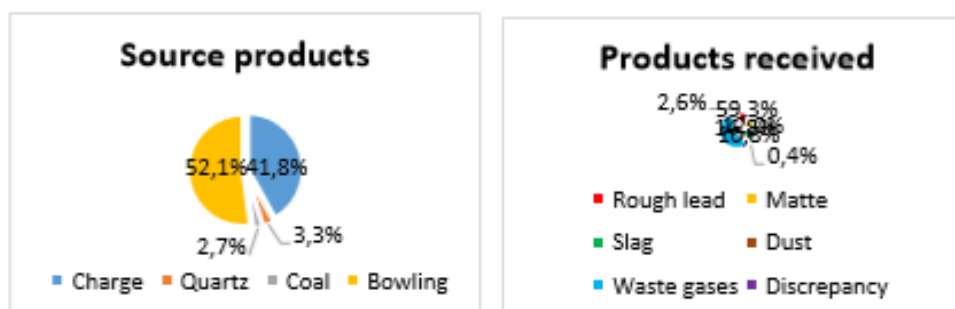 Source products
52,1%
41,8%
2,7%
3,3%
Charge Quartz Coal Bowling
Products received
2,6%
59,3%
0,4%
Rough lead Matte
Slag Dust
Waste gases Discrepancy